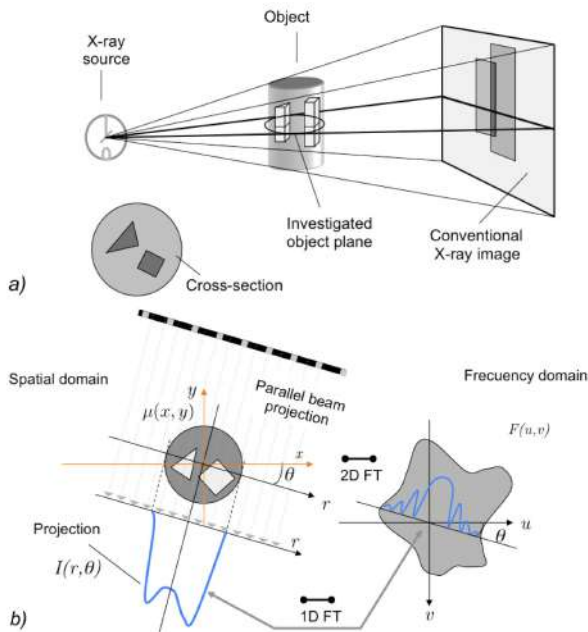 X-ray
source
Object
Investigated
object plane
Conventional
X-ray image
Cross-section
a)
Spatial domain
μ(x, y)
y
Parallel beam
projection
Frecuency domain
F(u,v)
x
θ
r
2D FT
u
θ
Projection
r
I(r,θ)
1D FT
v
b)